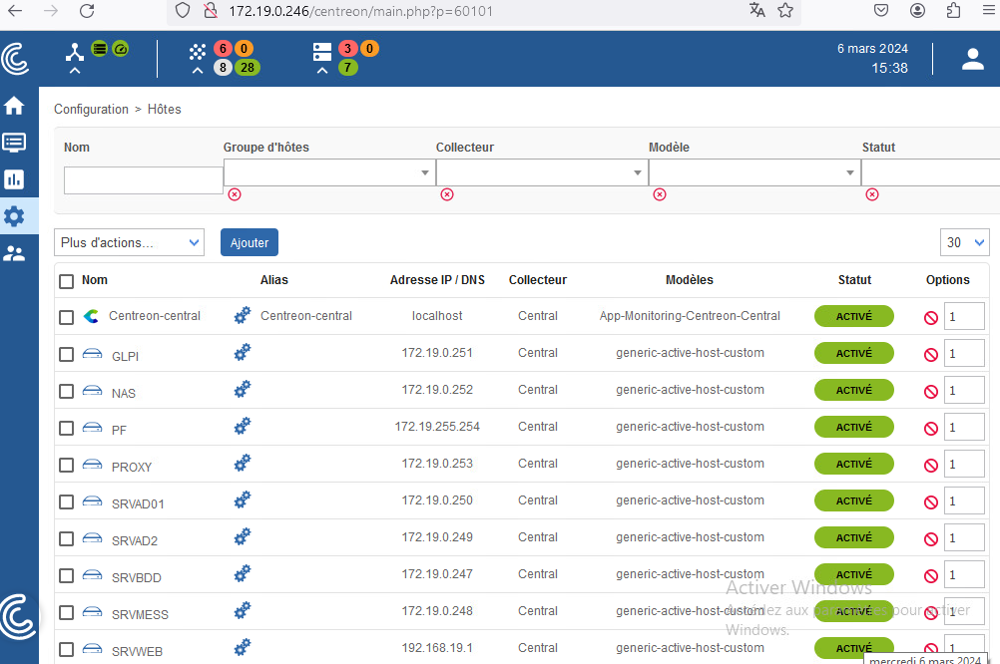 172.19.0.246/centreon/main.php?p=60101
6 0
8 28
3 0
7
6 mars 2024
15:38
Configuration > Hôtes
Nom Groupe d'hôtes Collecteur Modèle Statut
Plus d'actions... Ajouter 30
Nom Alias Adresse IP / DNS Collecteur Modèles Statut Options
Centreon-central Centreon-central localhost Central App-Monitoring-Centreon-Central ACTIVÉ 1
GLPI 172.19.0.251 Central generic-active-host-custom ACTIVÉ 1
NAS 172.19.0.252 Central generic-active-host-custom ACTIVÉ 1
PF 172.19.255.254 Central generic-active-host-custom ACTIVÉ 1
PROXY 172.19.0.253 Central generic-active-host-custom ACTIVÉ 1
SRVAD01 172.19.0.250 Central generic-active-host-custom ACTIVÉ 1
SRVAD2 172.19.0.249 Central generic-active-host-custom ACTIVÉ 1
SRVBDD 172.19.0.247 Central generic-active-host-custom ACTIVÉ 1
Activer Windows
SRVMESS 172.19.0.248 Central generic-active-host-custom ACTIVÉ 1
Accédez aux paramètres pour activer
Windows.
SRVWEB 192.168.19.1 Central generic-active-host-custom ACTIVÉ 1
mercredi 6 mars 2024